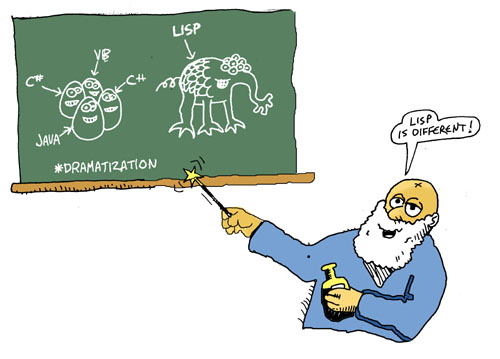 VB
LISP
C#
C++
JAVA
*DRAMATIZATION
LISP
IS DIFFERENT!